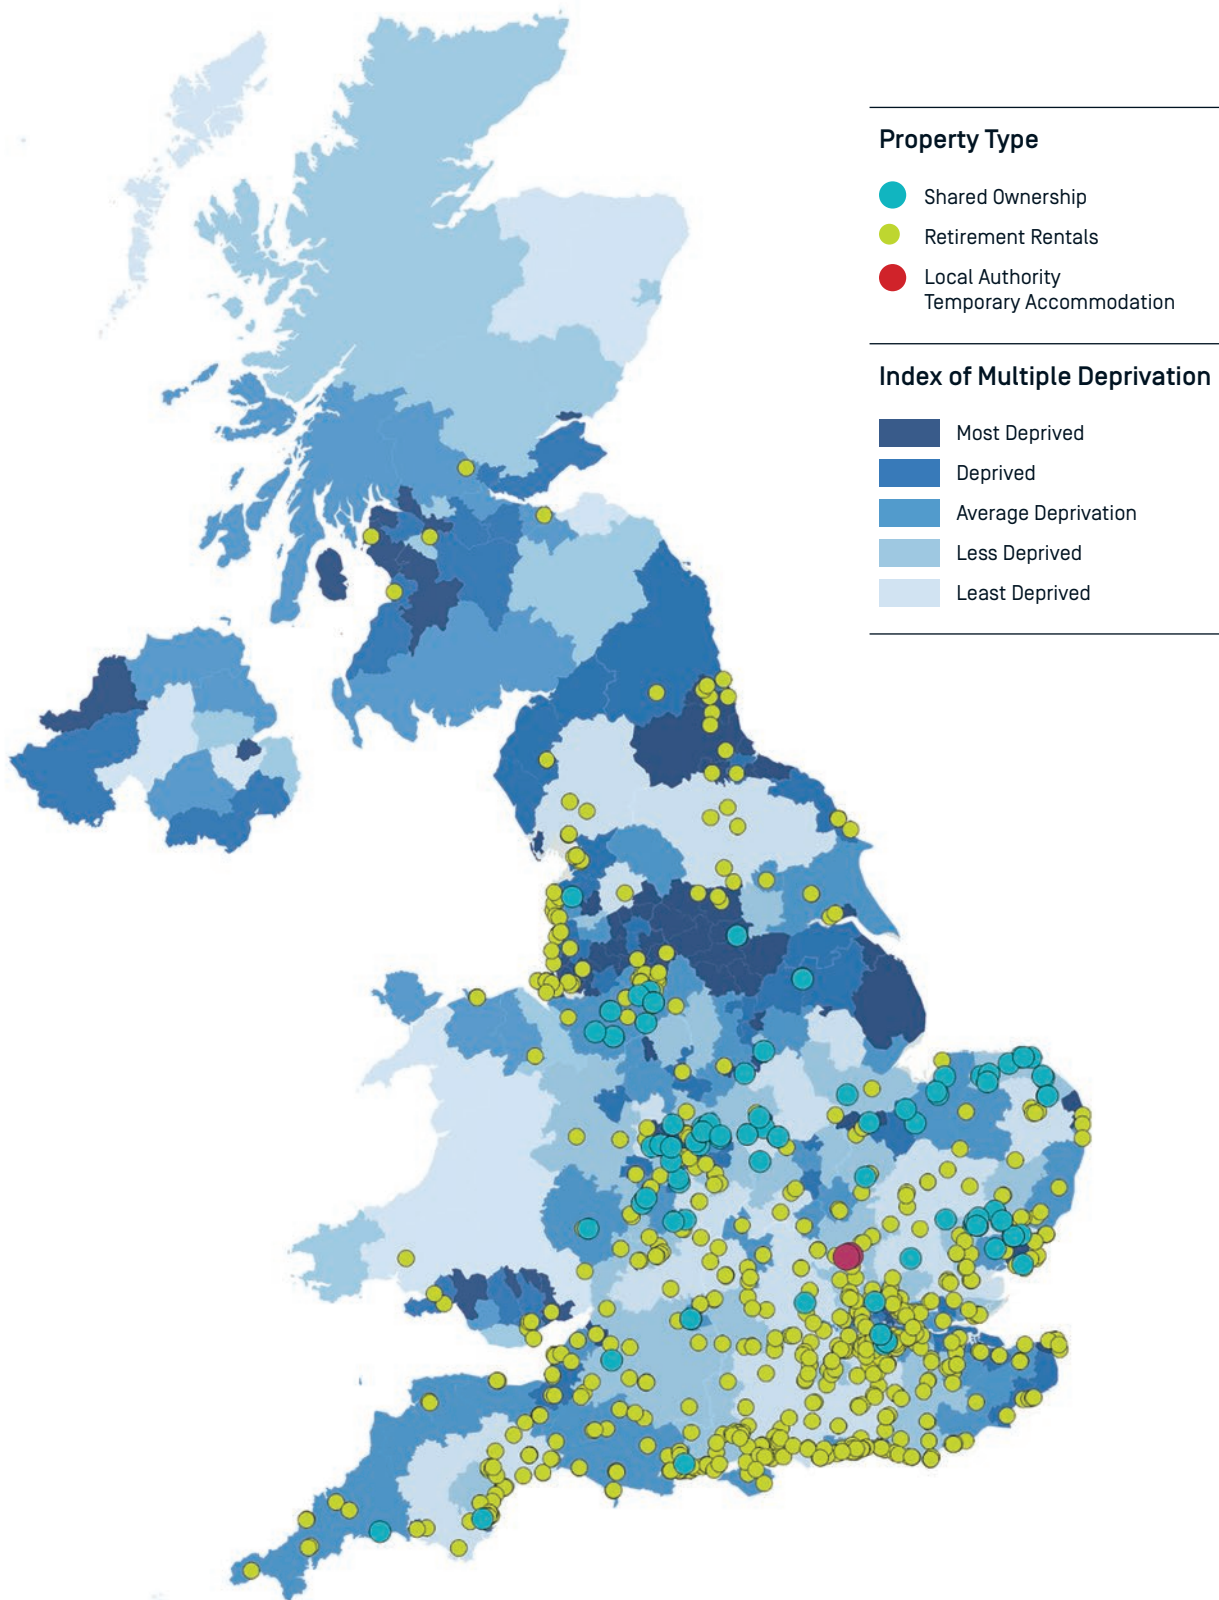 Property Type
Shared Ownership
Retirement Rentals
Local Authority
Temporary Accommodation
Index of Multiple Deprivation
Most Deprived
Deprived
Average Deprivation
Less Deprived
Least Deprived